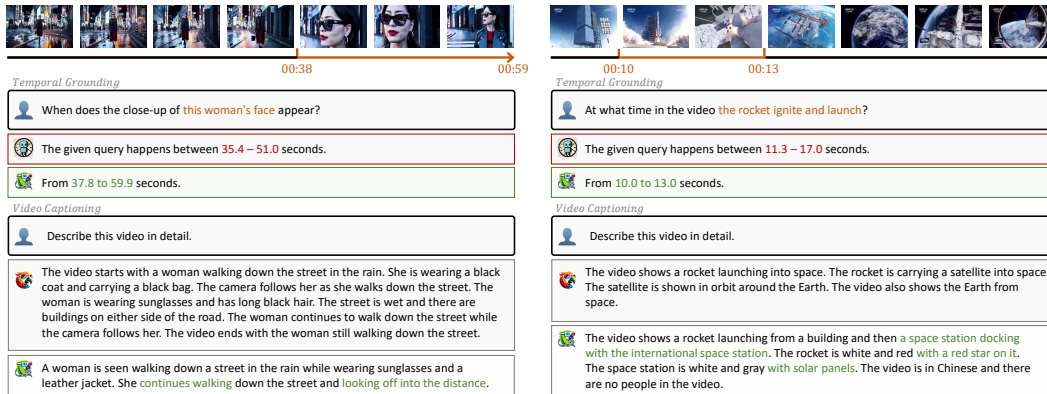 00:38
00:59
Temporal Grounding
When does the close-up of this woman's face appear?
The given query happens between 35.4 – 51.0 seconds.
From 37.8 to 59.9 seconds.
Video Captioning
Describe this video in detail.
The video starts with a woman walking down the street in the rain. She is wearing a black
coat and carrying a black bag. The camera follows her as she walks down the street. The
woman is wearing sunglasses and has long black hair. The street is wet and there are
buildings on either side of the road. The woman continues to walk down the street while
the camera follows her. The video ends with the woman still walking down the street.
A woman is seen walking down a street in the rain while wearing sunglasses and a
leather jacket. She continues walking down the street and looking off into the distance.
00:10
00:13
Temporal Grounding
At what time in the video the rocket ignite and launch?
The given query happens between 11.3 – 17.0 seconds.
From 10.0 to 13.0 seconds.
Video Captioning
Describe this video in detail.
The video shows a rocket launching into space. The rocket is carrying a satellite into space
The satellite is shown in orbit around the Earth. The video also shows the Earth from
space.
The video shows a rocket launching from a building and then a space station docking
with the international space station. The rocket is white and red with a red star on it.
The space station is white and gray with solar panels. The video is in Chinese and there
are no people in the video.